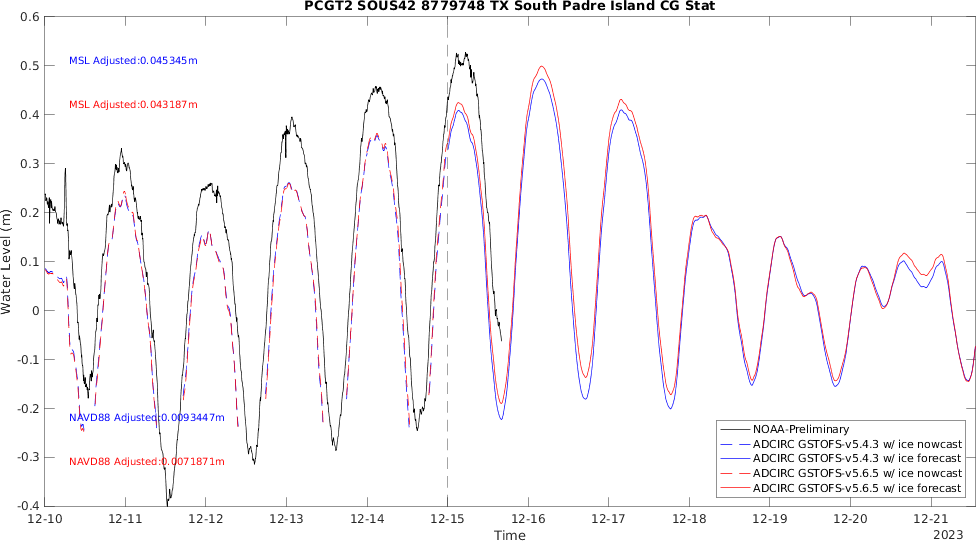 PCGT2 SOUS42 8779748 TX South Padre Island CG Stat
0.6
0.5
0.4
0.3
0.2
0.1
0
-0.1
-0.2
-0.3
-0.4
Water Level (m)
MSL Adjusted:0.045345m
MSL Adjusted:0.043187m
NAVD88 Adjusted:0.0093447m
NAVD88 Adjusted:0.0071871m
NOAA-Preliminary
ADCIRC GSTOFS-v5.4.3 w/ ice nowcast
ADCIRC GSTOFS-v5.4.3 w/ ice forecast
ADCIRC GSTOFS-v5.6.5 w/ ice nowcast
ADCIRC GSTOFS-v5.6.5 w/ ice forecast
12-10 12-11 12-12 12-13 12-14 12-15 12-16 12-17 12-18 12-19 12-20 12-21
Time
2023